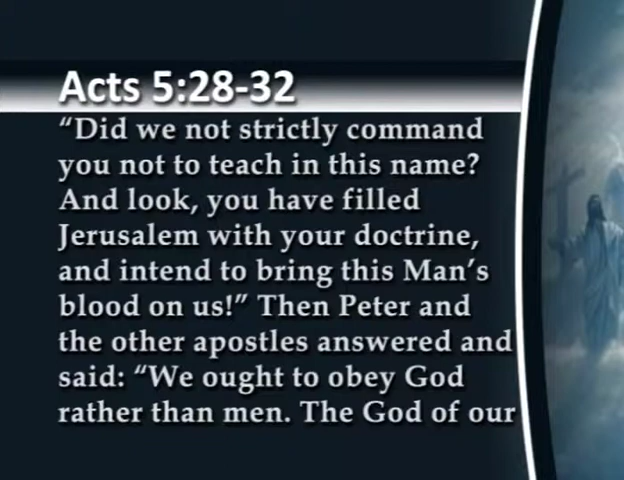 Acts 5:28-32
“Did we not strictly command
you not to teach in this name?
And look, you have filled
Jerusalem with your doctrine,
and intend to bring this Man’s
blood on us!” Then Peter and
the other apostles answered and
said: “We ought to obey God
rather than men. The God of our